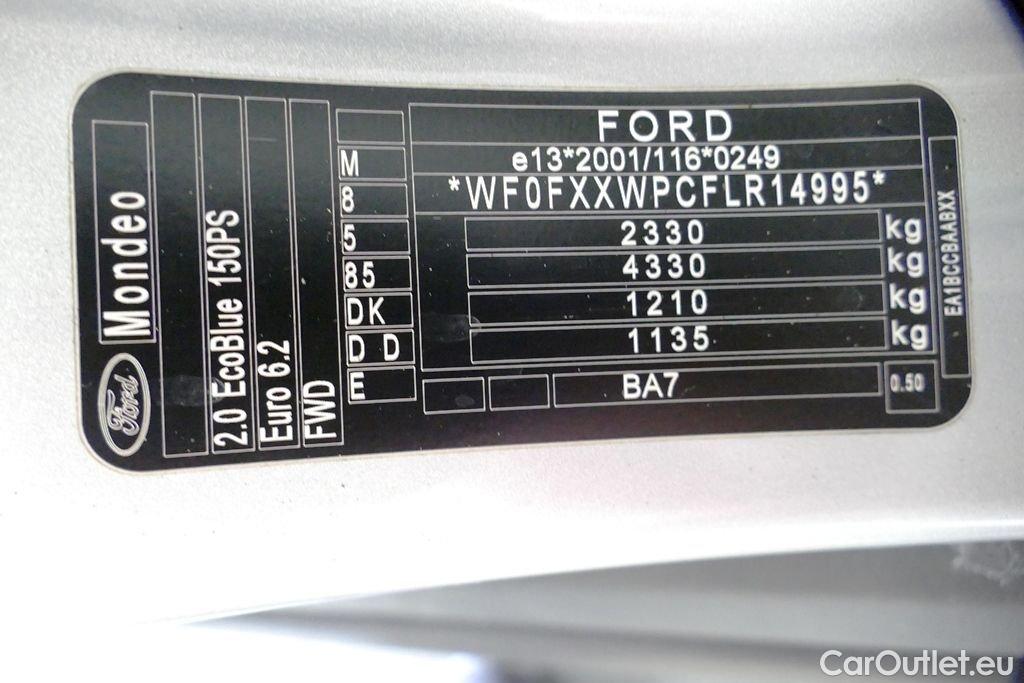 Ford
Mondeo
2.0 EcoBlue 150PS
Euro 6.2
FWD
M
8
5
85
DK
D D
E
FORD
e13*2001/116*0249
*WF0FXXWPCFLR14995*
2330 kg
4330 kg
1210 kg
1135 kg
BA7
0.50
EA1BCCBAABXX
CarOutlet.eu